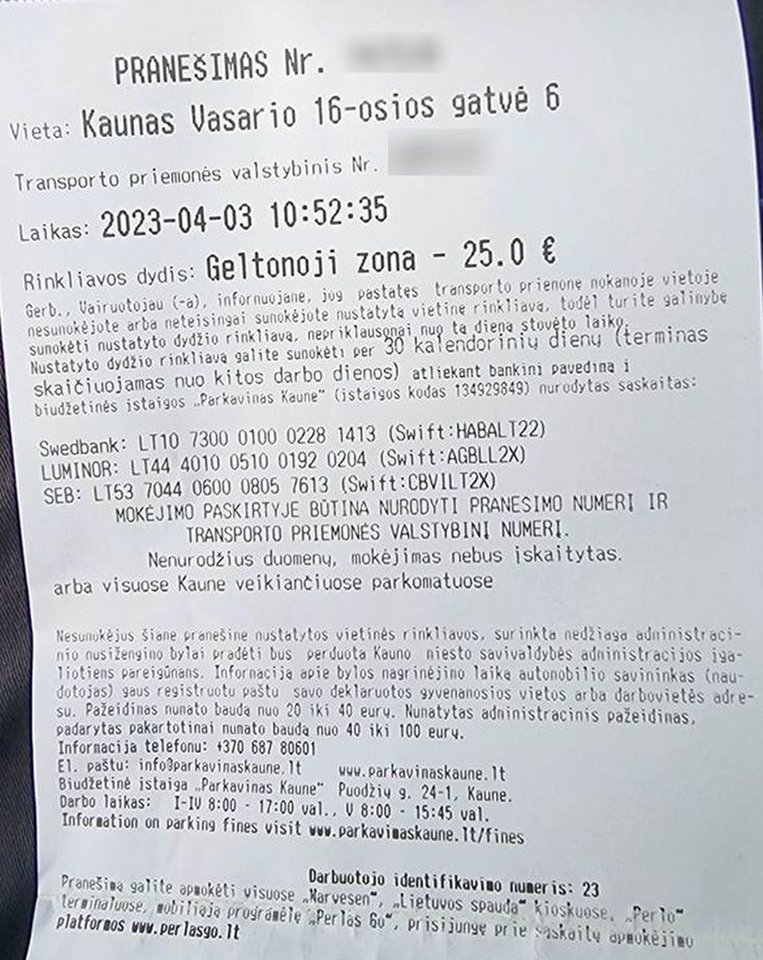 PRANEŠIMAS Nr.
Vieta: Kaunas Vasario 16-osios gatvė 6
Transporto priemonės valstybinis Nr.
Laikas: 2023-04-03 10:52:35
Rinkliavos dydis: Geltonoji zona - 25.0 €
Gerb., Vairuotojau (-a), informuojame, jog pastatęs transporto priemonę mokamoje vietoje
nesumokėjote arba neteisingai sumokėjote nustatytą vietinę rinkliavą, todėl turite galimybę
sumokėti nustatyto dydžio rinkliavą, nepriklausomai nuo tą dieną stovėto laiko.
Nustatyto dydžio rinkliavą galite sumokėti per 30 kalendorinių dienų (terminas
skaičiuojamas nuo kitos darbo dienos) atliekant bankinį pavedimą į
biudžetinės įstaigos „Parkavimas Kaune" (įstaigos kodas 134929849) nurodytas sąskaitas:
Swedbank: LT10 7300 0100 0228 1413 (Swift:HABALT22)
LUMINOR: LT44 4010 0510 0192 0204 (Swift:AGBLL2X)
SEB: LT53 7044 0600 0805 7613 (Swift:CBVILT2X)
MOKĖJIMO PASKIRTYJE BŪTINA NURODYTI PRANEŠIMO NUMERĮ IR
TRANSPORTO PRIEMONĖS VALSTYBINĮ NUMERĮ.
Nenurodžius duomenų, mokėjimas nebus įskaitytas.
arba visuose Kaune veikiančiuose parkomatuose
Nesumokėjus šiame pranešime nustatytos vietinės rinkliavos, surinkta medžiaga administraci-
nio nusižengimo bylai pradėti bus perduota Kauno miesto savivaldybės administracijos įga-
liotiems pareigūnams. Informaciją apie bylos nagrinėjimo laiką automobilio savininkas (nau-
dotojas) gaus registruotu paštu savo deklaruotos gyvenamosios vietos arba darbovietės adre-
su. Pažeidimas numato baudą nuo 20 iki 40 eurų. Numatytas administracinis pažeidimas,
padarytas pakartotinai numato baudą nuo 40 iki 100 eurų.
Informacija telefonu: +370 687 80601
El. paštu: info@parkavimaskaune.lt www.parkavimaskaune.lt
Biudžetinė įstaiga „Parkavimas Kaune" Puodžių g. 24-1, Kaune.
Darbo laikas: I-IV 8:00 - 17:00 val., V 8:00 - 15:45 val.
Information on parking fines visit www.parkavimaskaune.lt/fines
Darbuotojo identifikavimo numeris: 23
Pranešimą galite apmokėti visuose „Narvesen", „Lietuvos spauda" kioskuose, „Perlo"
terminaluose, mobiliąja programėle „Perlas Go", prisijungę prie sąskaitų apmokėjimo
platformos www.perlasgo.lt